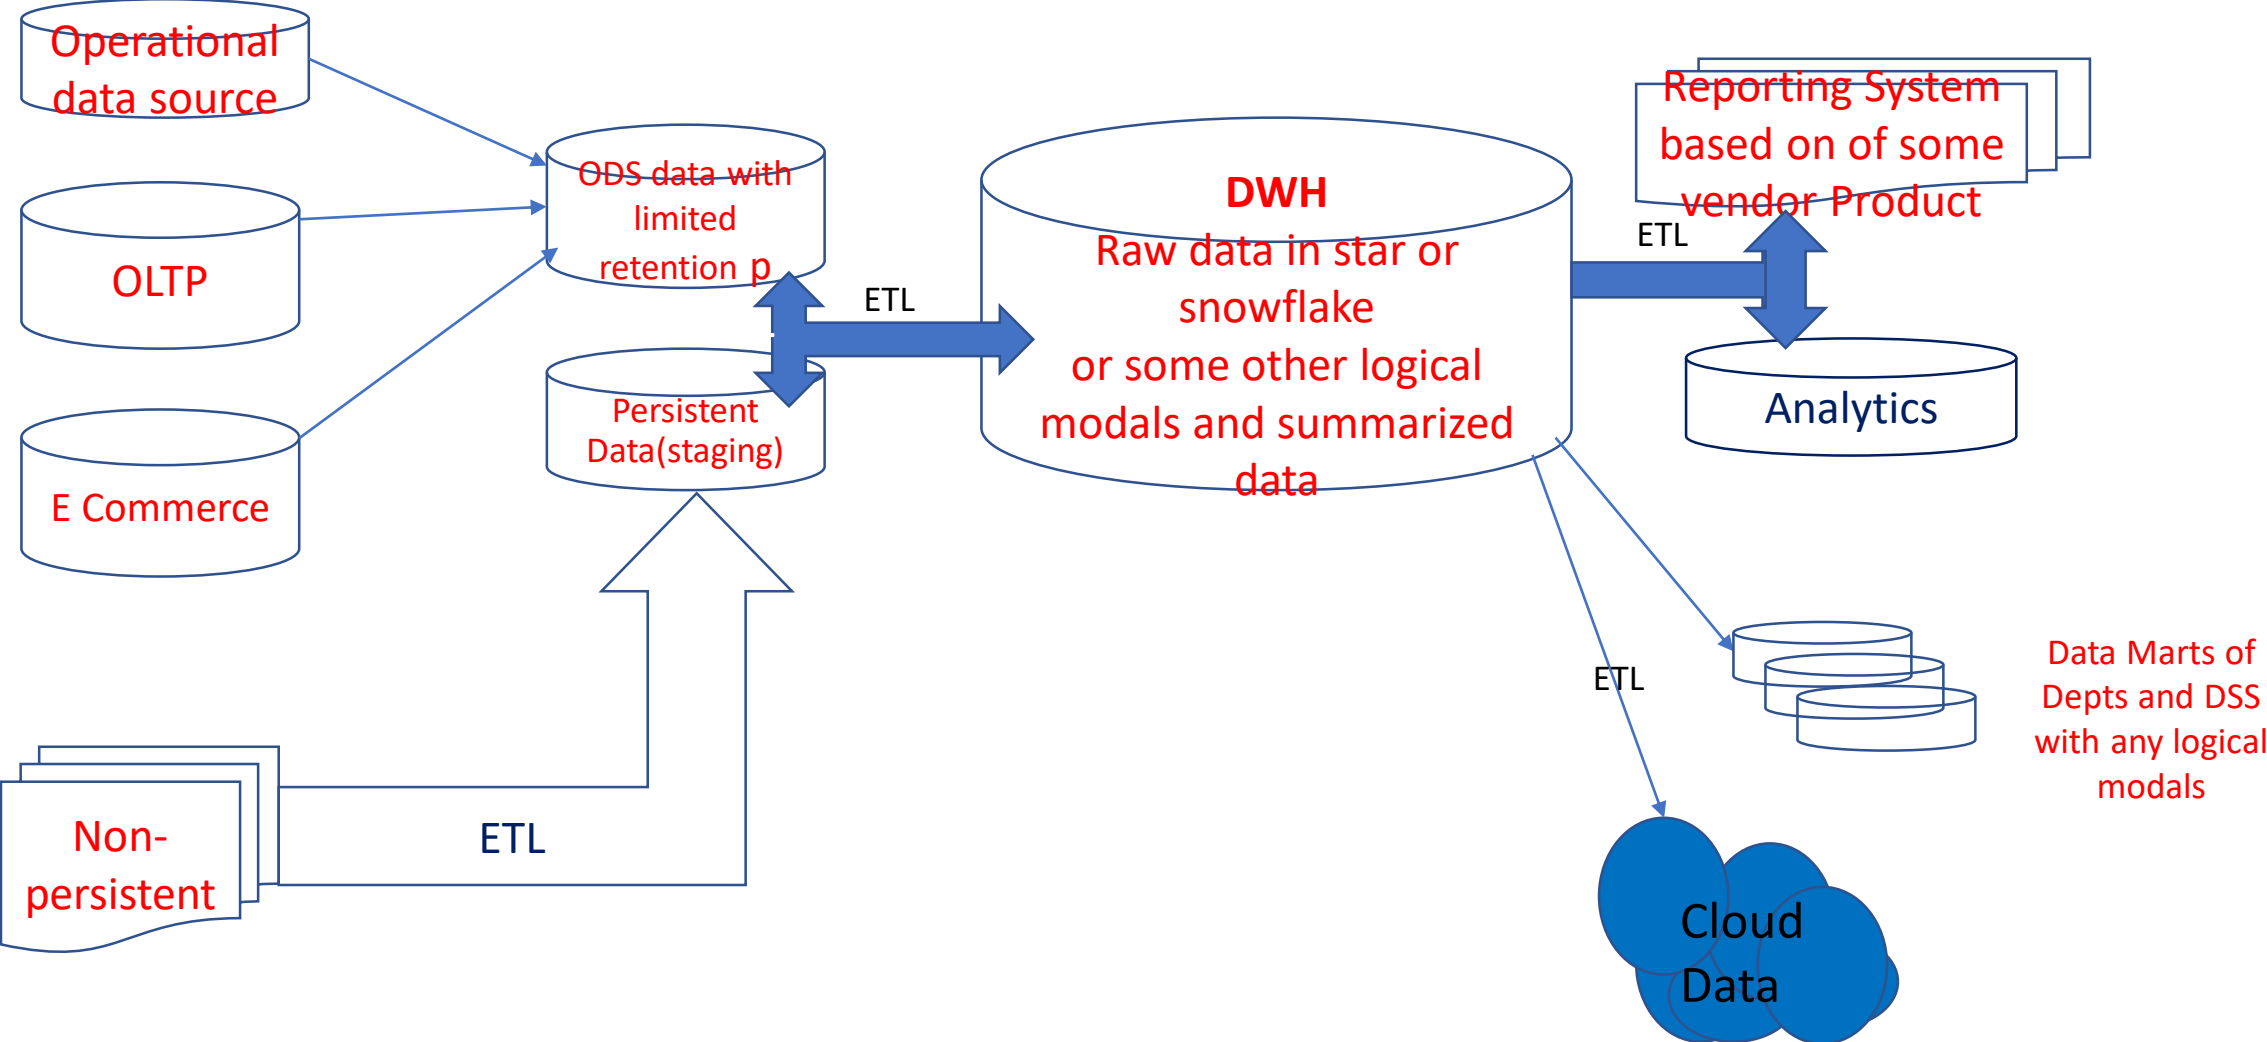 Operational
data source
OLTP
E Commerce
Non-
persistent
ETL
ODS data with
limited
retention p
Persistent
Data(staging)
ETL
DWH
Raw data in star or
snowflake
or some other logical
modals and summarized
data
ETL
Reporting System
based on of some
vendor Product
Analytics
ETL
Data Marts of
Depts and DSS
with any logical
modals
Cloud
Data